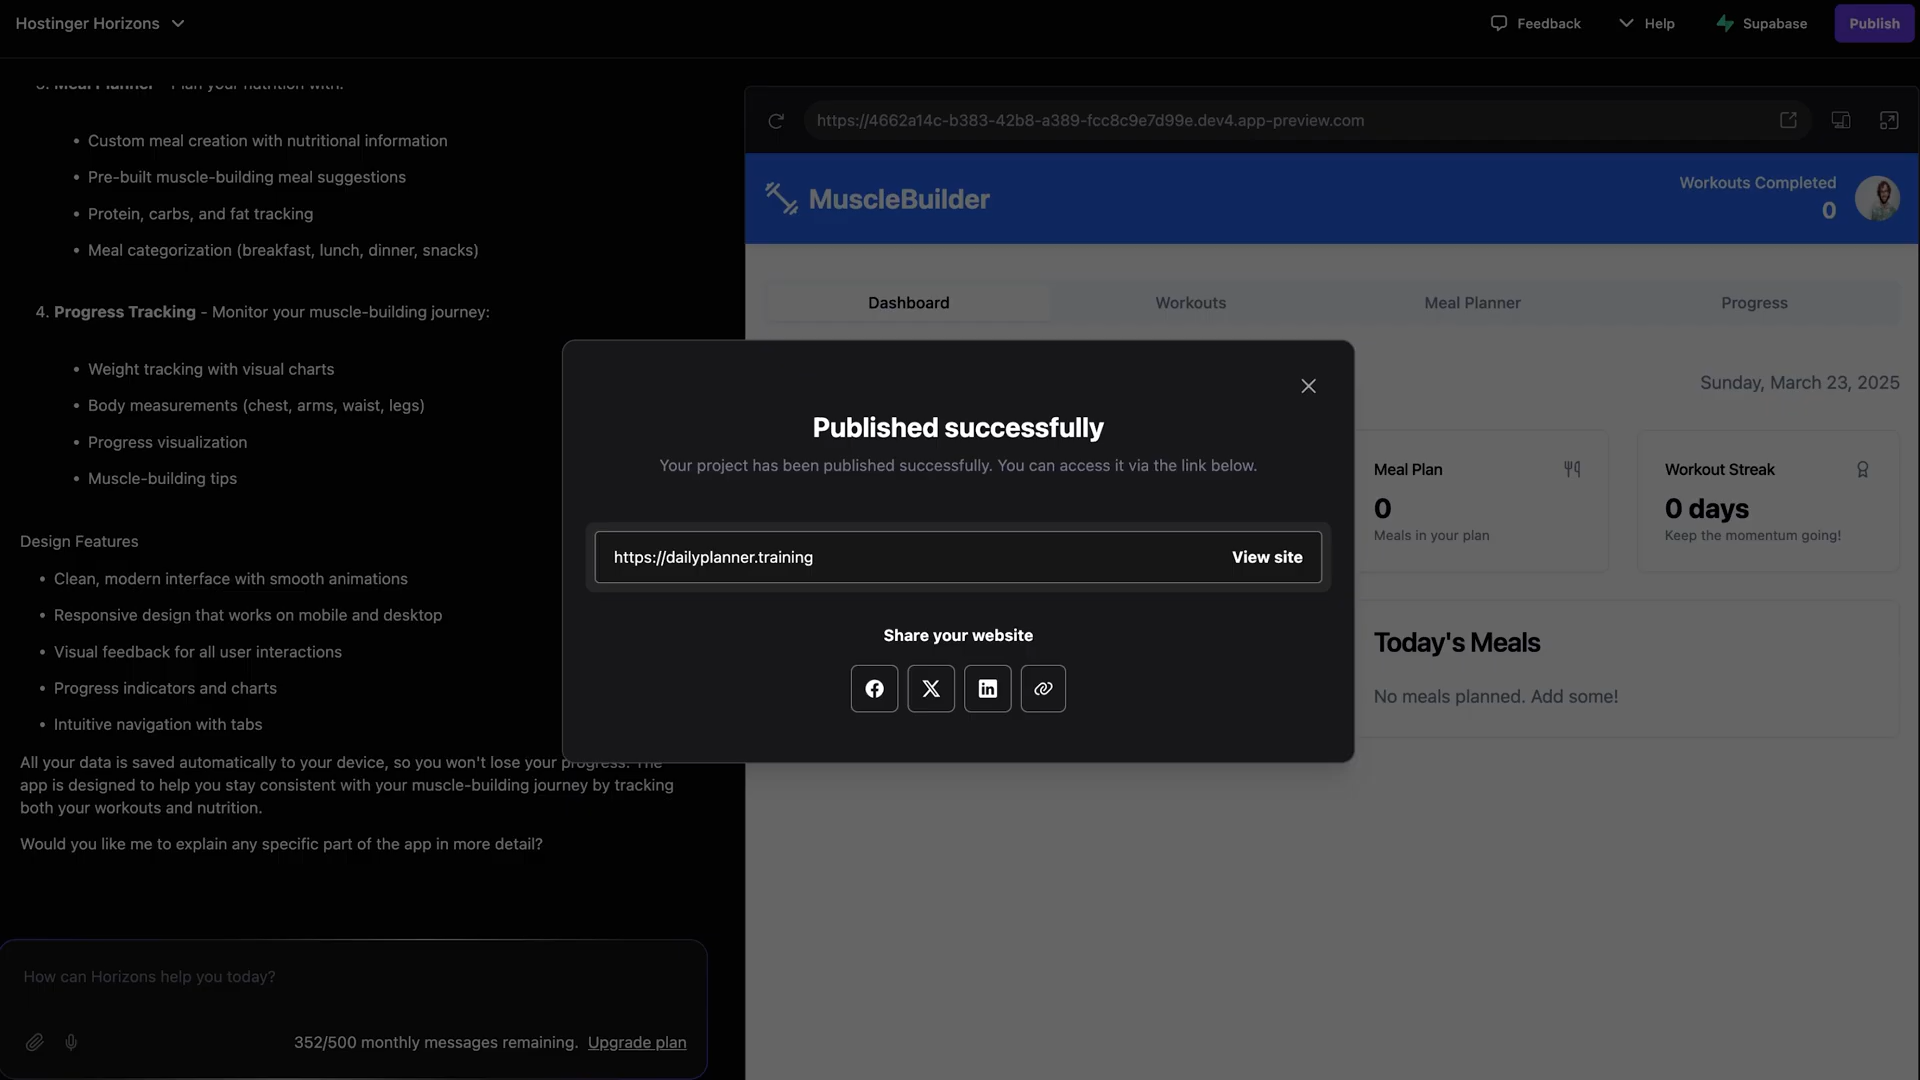 Hostinger Horizons
Feedback
Help
Supabase
Publish
3. Meal Planner - Plan your nutrition with:
• Custom meal creation with nutritional information
• Pre-built muscle-building meal suggestions
• Protein, carbs, and fat tracking
• Meal categorization (breakfast, lunch, dinner, snacks)
4. Progress Tracking - Monitor your muscle-building journey:
• Weight tracking with visual charts
• Body measurements (chest, arms, waist, legs)
• Progress visualization
• Muscle-building tips
Design Features
• Clean, modern interface with smooth animations
• Responsive design that works on mobile and desktop
• Visual feedback for all user interactions
• Progress indicators and charts
• Intuitive navigation with tabs
All your data is saved automatically to your device, so you won't lose your progress. The
app is designed to help you stay consistent with your muscle-building journey by tracking
both your workouts and nutrition.
Would you like me to explain any specific part of the app in more detail?
How can Horizons help you today?
352/500 monthly messages remaining. Upgrade plan
https://4662a14c-b383-42b8-a389-fcc8c9e7d99e.dev4.app-preview.com
MuscleBuilder
Workouts Completed
0
Dashboard
Workouts
Meal Planner
Progress
Sunday, March 23, 2025
Meal Plan
0
Meals in your plan
Workout Streak
0 days
Keep the momentum going!
Today's Meals
No meals planned. Add some!
Published successfully
Your project has been published successfully. You can access it via the link below.
https://dailyplanner.training
View site
Share your website